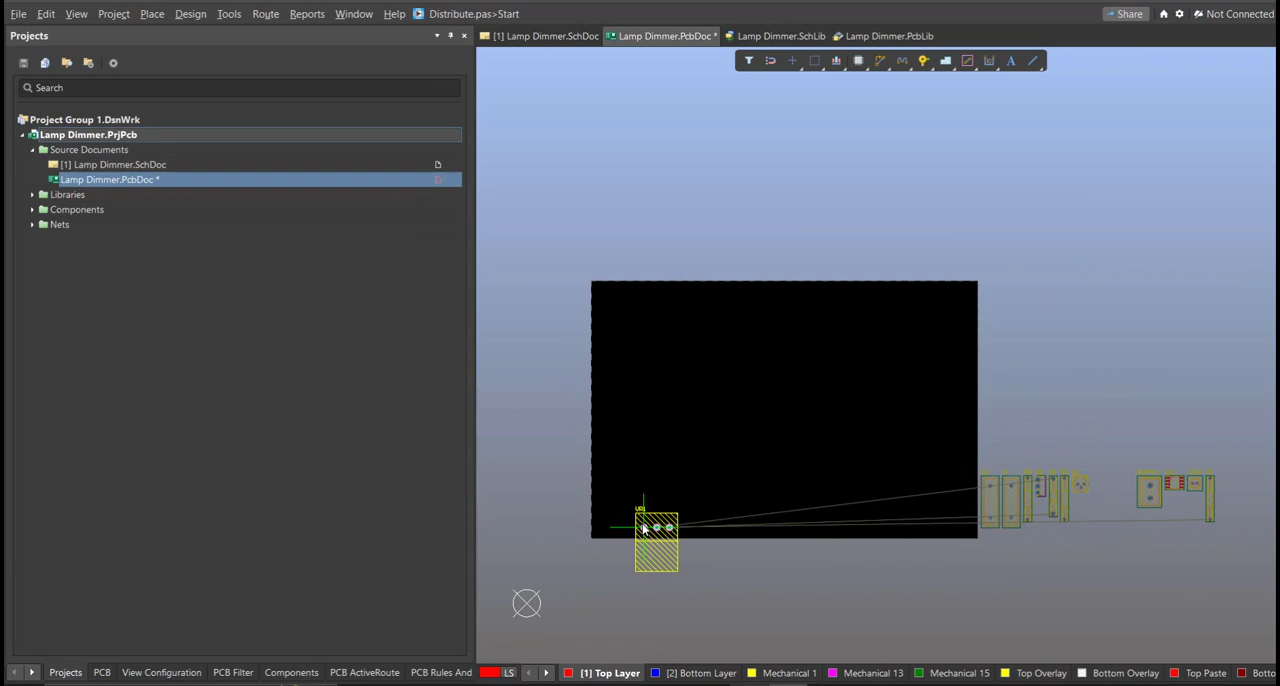 File Edit View Project Place Design Tools Route Reports Window Help Distribute.pas>Start Share Not Connected
Projects
[1] Lamp Dimmer.SchDoc Lamp Dimmer.PcbDoc * Lamp Dimmer.SchLib Lamp Dimmer.PcbLib
Search
Project Group 1.DsnWrk
Lamp Dimmer.PrjPcb
Source Documents
[1] Lamp Dimmer.SchDoc
Lamp Dimmer.PcbDoc *
Libraries
Components
Nets
Projects PCB View Configuration PCB Filter Components PCB ActiveRoute PCB Rules And LS [1] Top Layer [2] Bottom Layer Mechanical 1 Mechanical 13 Mechanical 15 Top Overlay Bottom Overlay Top Paste Botto